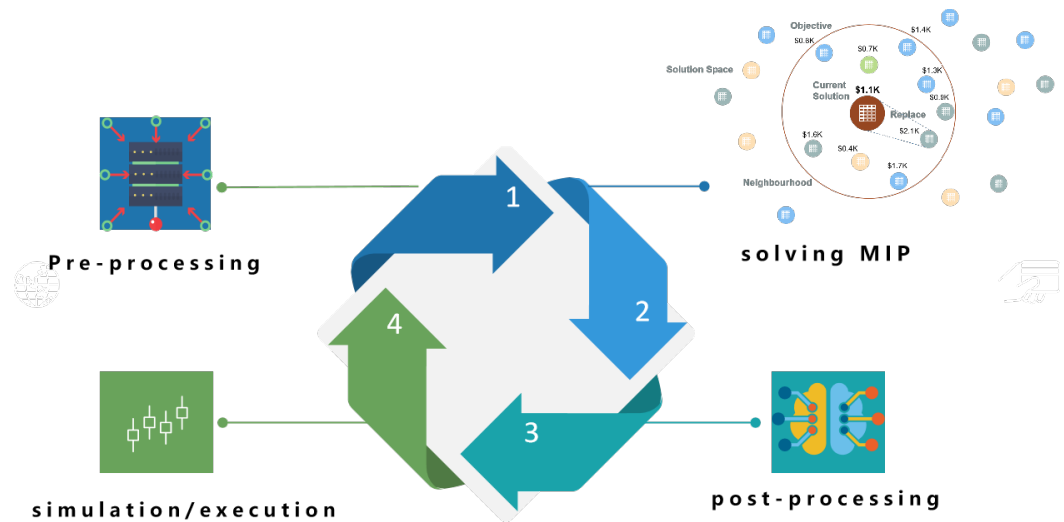 Objective
$1.4K
$0.8K
$0.7K
Solution Space
$1.3K
Current
Solution
$1.1K
$0.9K
Replace
$2.1K
$1.6K
$0.4K
$1.7K
Neighbourhood
solving MIP
Pre-processing
1
2
3
4
simulation/execution
post-processing